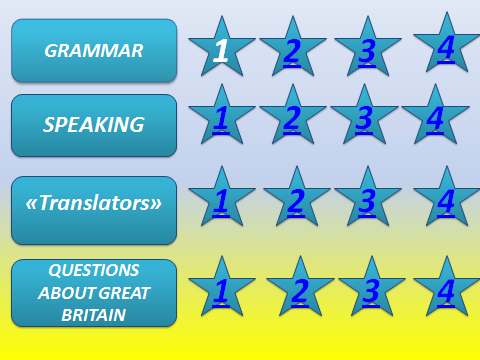 GRAMMAR 1 2 3 4
SPEAKING 1 2 3 4
«Translators» 1 2 3 4
QUESTIONS
ABOUT GREAT
BRITAIN
1 2 3 4